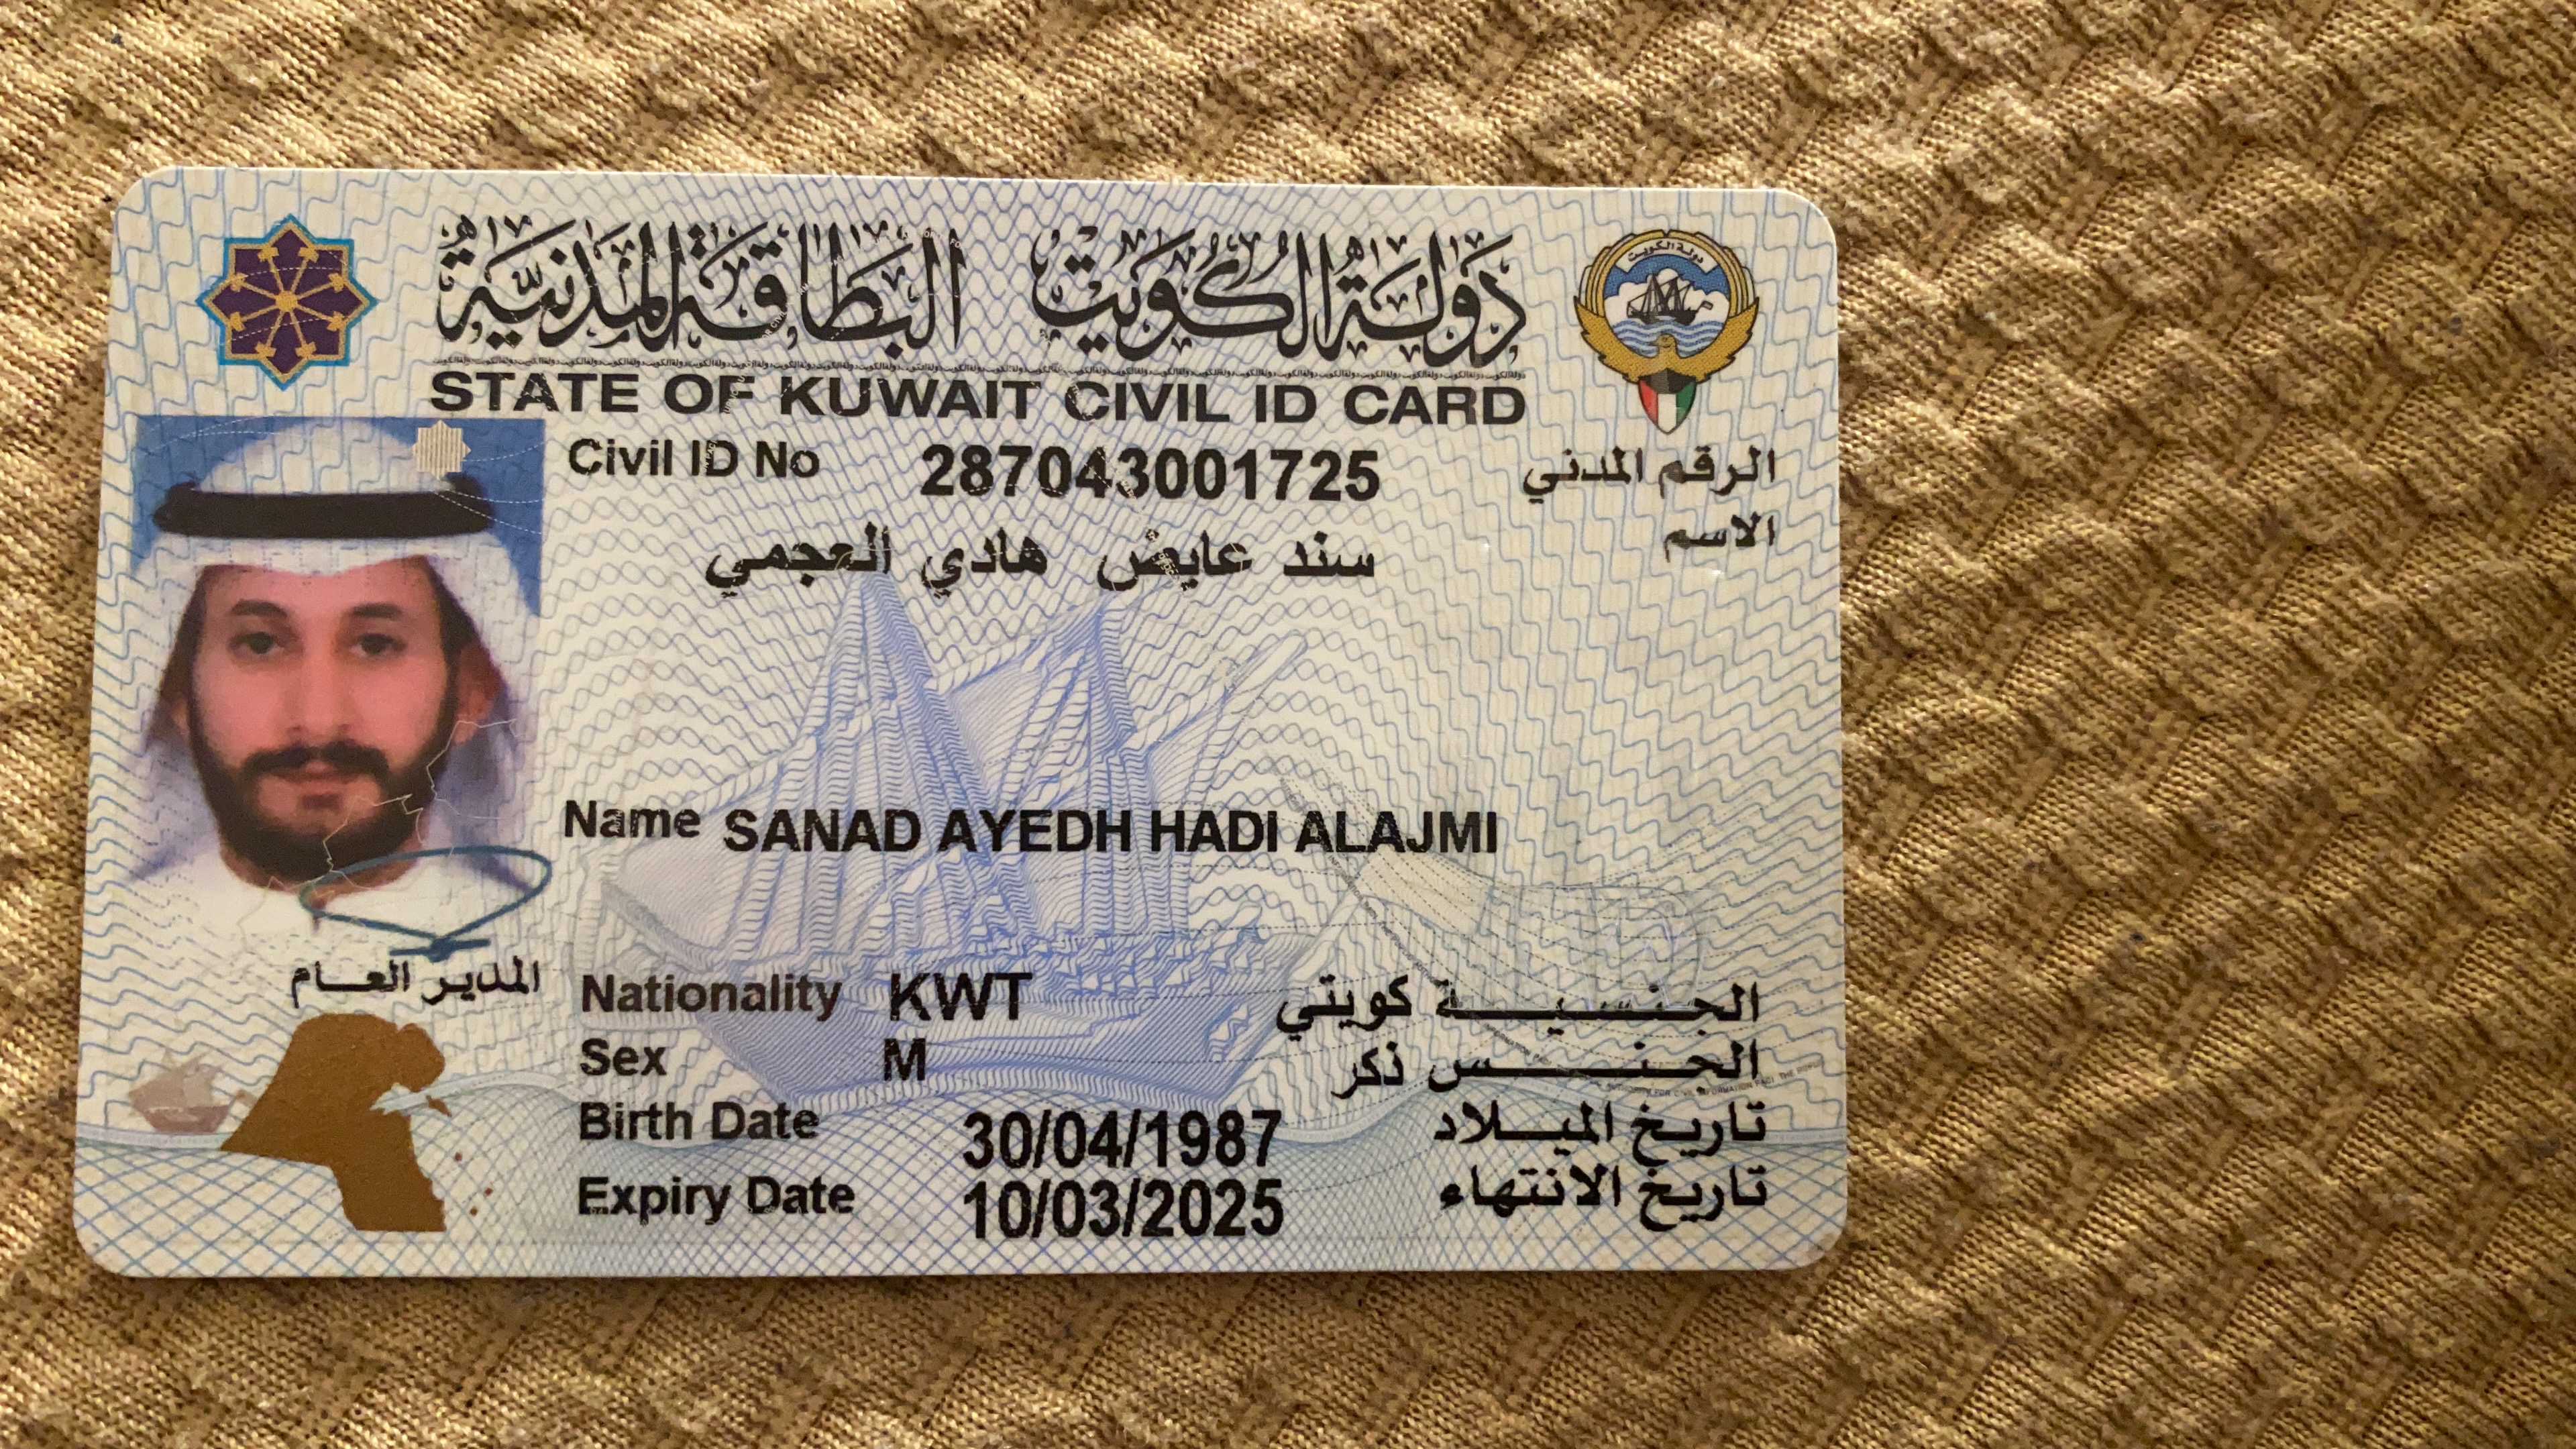 دولة الكويت البطاقة المدنية
STATE OF KUWAIT CIVIL ID CARD
Civil ID No 287043001725 الرقم المدني
الاسم
سند عايض هادي العجمي
Name SANAD AYEDH HADI ALAJMI
المدير العام
Nationality KWT الجنسية كويتي
Sex M الجنس ذكر
Birth Date 30/04/1987 تاريخ الميلاد
Expiry Date 10/03/2025 تاريخ الانتهاء
دولة الكويت